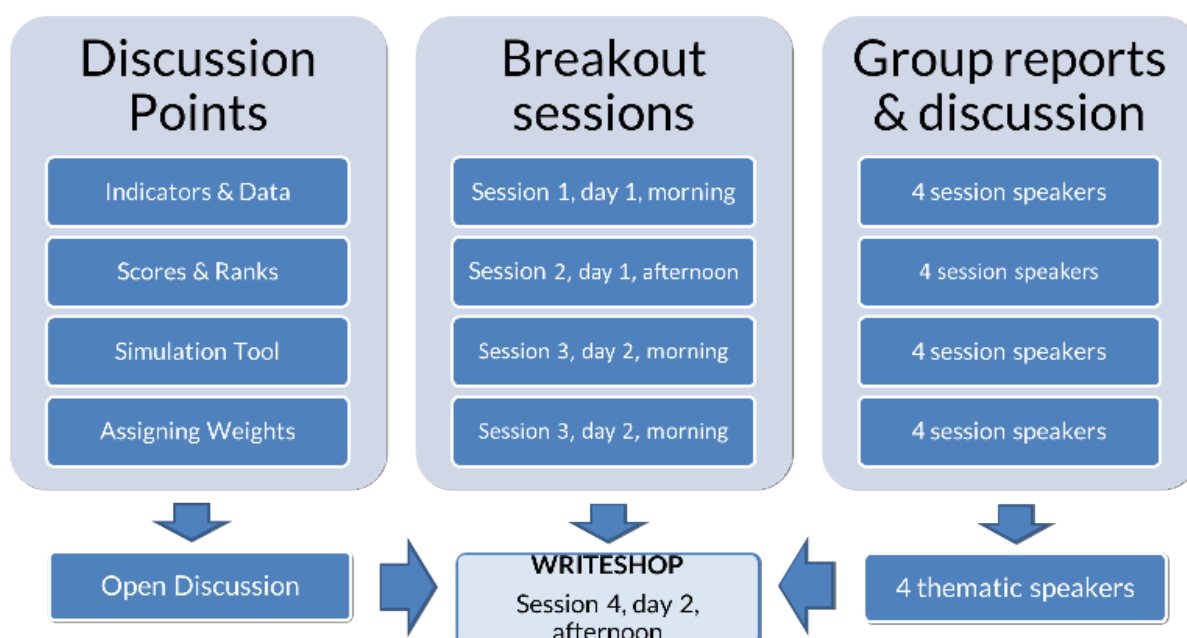 Discussion
Points
Indicators & Data
Scores & Ranks
Simulation Tool
Assigning Weights
Open Discussion
Breakout
sessions
Session 1, day 1, morning
Session 2, day 1, afternoon
Session 3, day 2, morning
Session 3, day 2, morning
WRITESHOP
Session 4, day 2,
afternoon
Group reports
& discussion
4 session speakers
4 session speakers
4 session speakers
4 session speakers
4 thematic speakers